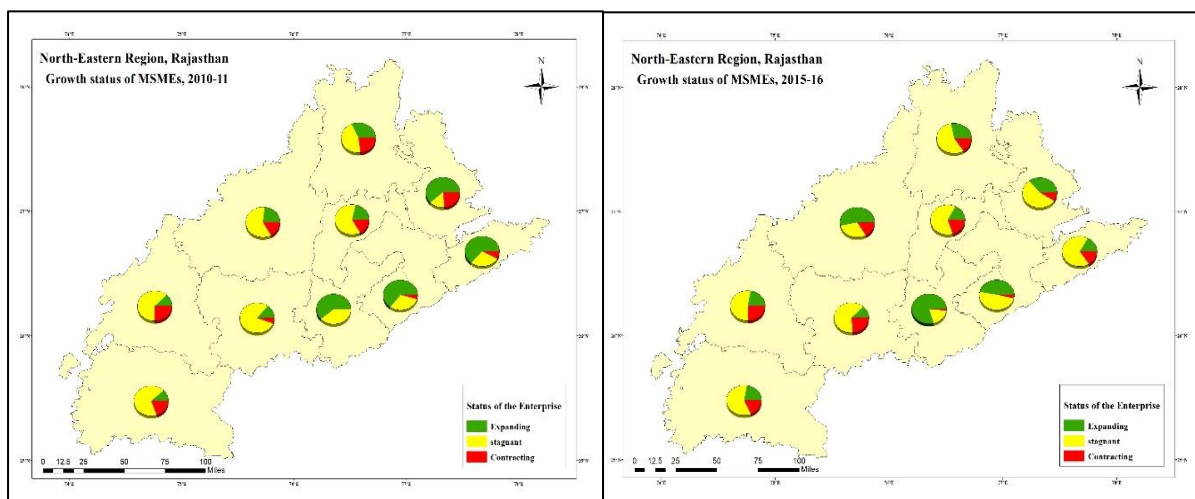 North-Eastern Region, Rajasthan
Growth status of MSMEs, 2010-11
N
Status of the Enterprise
Expanding
stagnant
Contracting
0 12.5 25 50 75 100
Miles
North-Eastern Region, Rajasthan
Growth status of MSMEs, 2015-16
N
Status of the Enterprise
Expanding
stagnant
Contracting
0 12.5 25 50 75 100
Miles